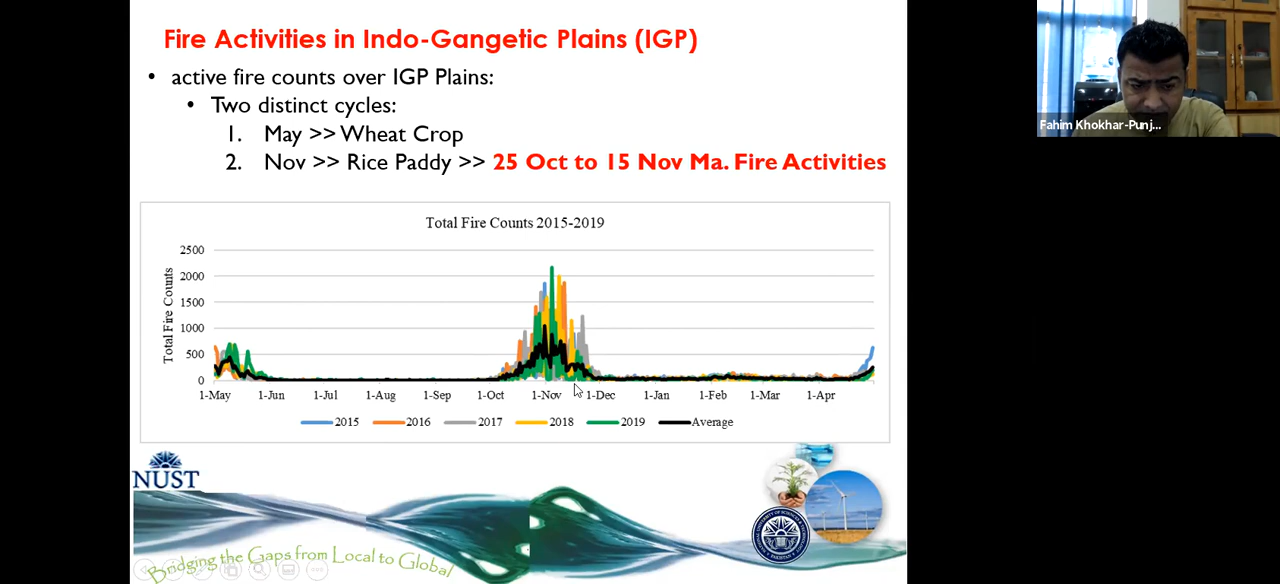 Fire Activities in Indo-Gangetic Plains (IGP)
• active fire counts over IGP Plains:
• Two distinct cycles:
1. May >> Wheat Crop
2. Nov >> Rice Paddy >> 25 Oct to 15 Nov Ma. Fire Activities
Fahim Khokhar-Punj...
Total Fire Counts 2015-2019
Total Fire Counts
2500
2000
1500
1000
500
0
1-May 1-Jun 1-Jul 1-Aug 1-Sep 1-Oct 1-Nov 1-Dec 1-Jan 1-Feb 1-Mar 1-Apr
2015 2016 2017 2018 2019 Average
NUST
Bridging the Gaps from Local to Global